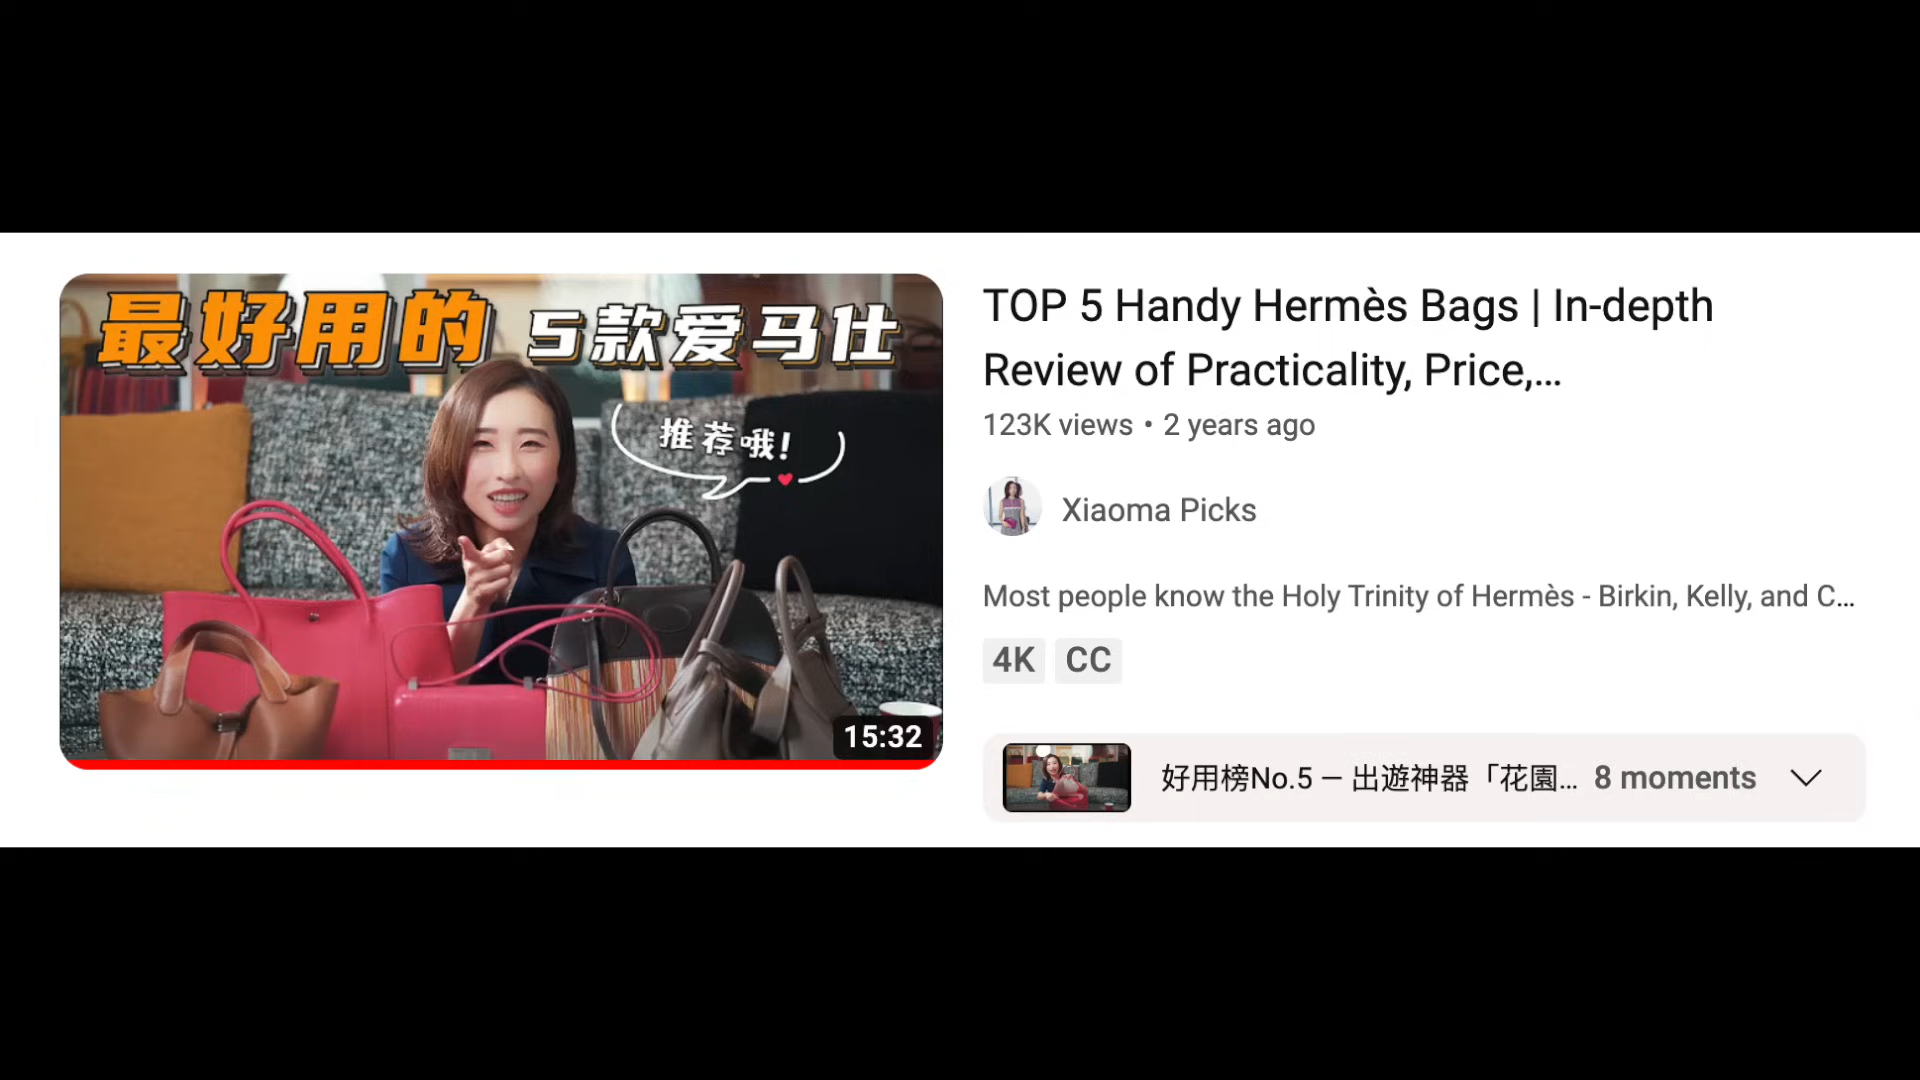 最好用的 5款爱马仕
推荐哦!
15:32
TOP 5 Handy Hermès Bags | In-depth
Review of Practicality, Price,...
123K views • 2 years ago
Xiaoma Picks
Most people know the Holy Trinity of Hermès - Birkin, Kelly, and C...
4K CC
好用榜No.5 – 出遊神器「花園... 8 moments